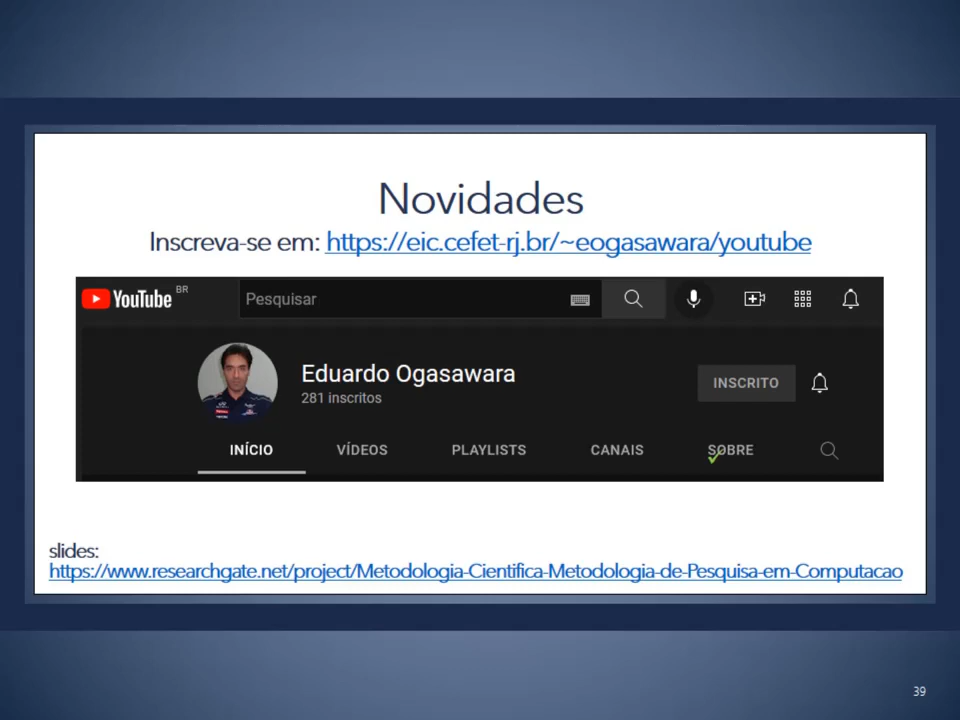 Novidades
Inscreva-se em: https://eic.cefet-rj.br/~eogasawara/youtube
YouTube BR
Pesquisar
Eduardo Ogasawara
281 inscritos
INSCRITO
INÍCIO VÍDEOS PLAYLISTS CANAIS SOBRE
slides:
https://www.researchgate.net/project/Metodologia-Cientifica-Metodologia-de-Pesquisa-em-Computacao
39